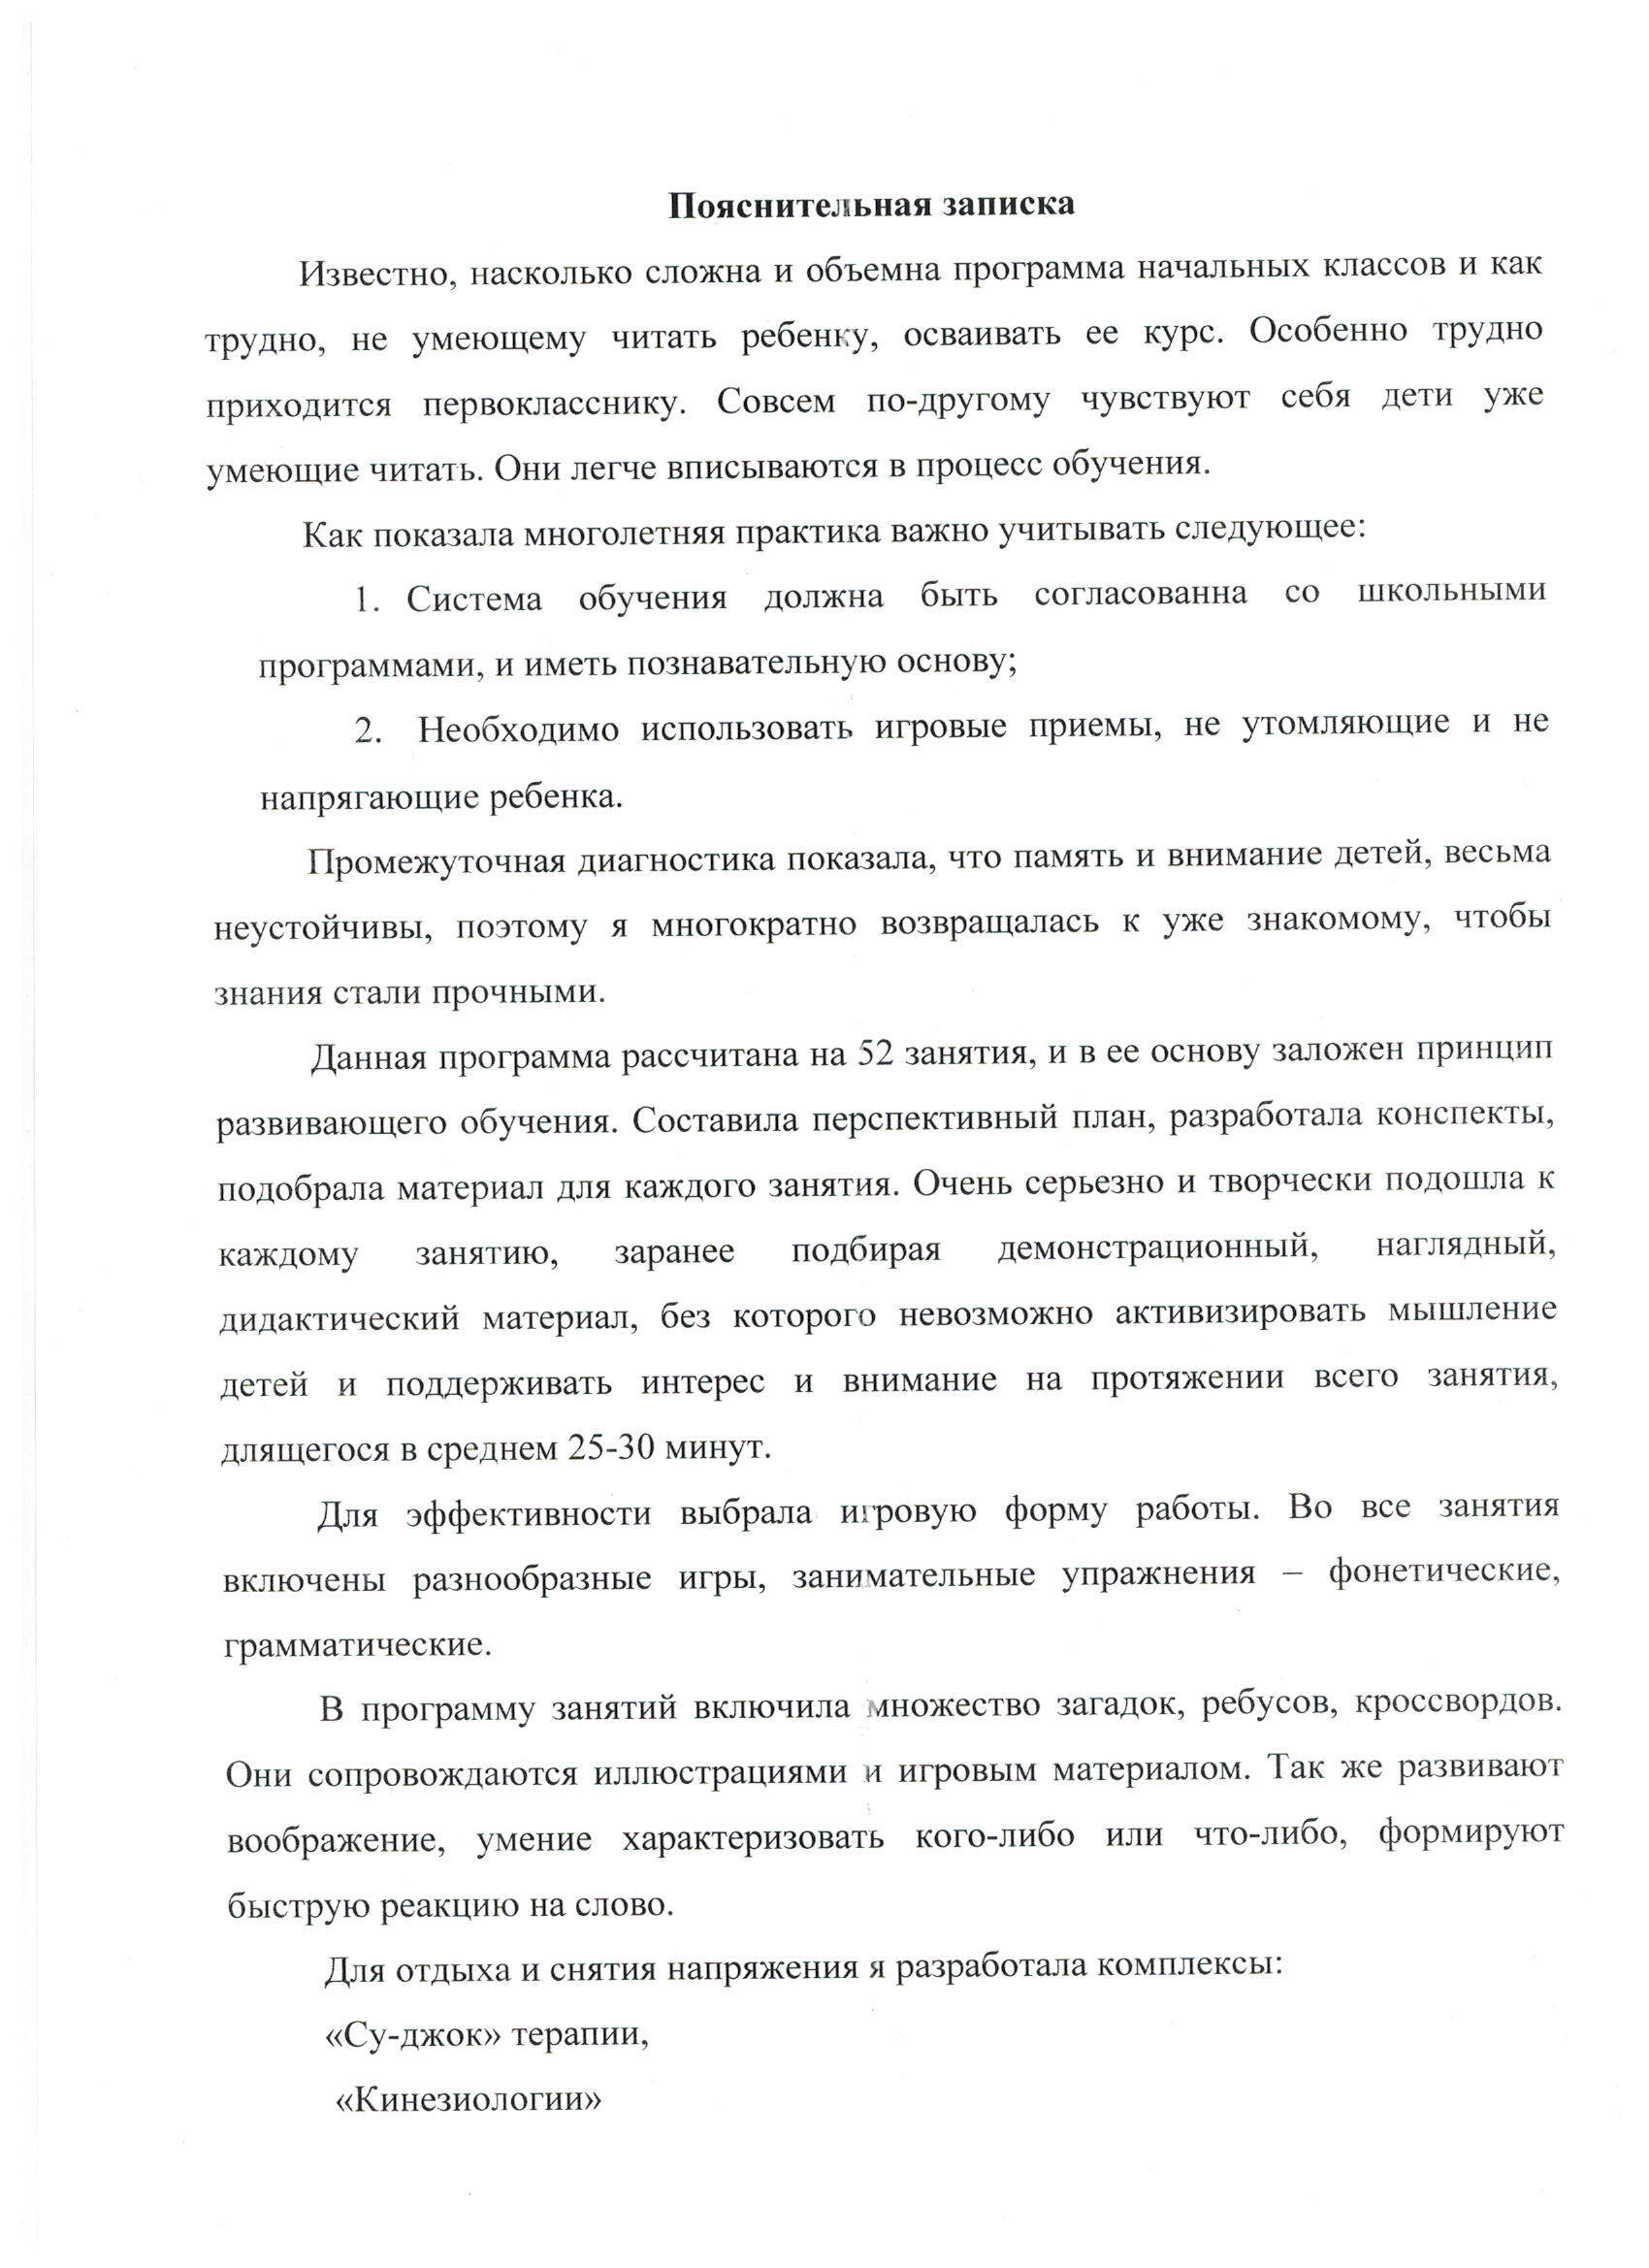 Пояснительная записка
Известно, насколько сложна и объемна программа начальных классов и как
трудно, не умеющему читать ребенку, осваивать ее курс. Особенно трудно
приходится первокласснику. Совсем по-другому чувствуют себя дети уже
умеющие читать. Они легче вписываются в процесс обучения.
Как показала многолетняя практика важно учитывать следующее:
1. Система обучения должна быть согласованна со школьными
программами, и иметь познавательную основу;
2. Необходимо использовать игровые приемы, не утомляющие и не
напрягающие ребенка.
Промежуточная диагностика показала, что память и внимание детей, весьма
неустойчивы, поэтому я многократно возвращалась к уже знакомому, чтобы
знания стали прочными.
Данная программа рассчитана на 52 занятия, и в ее основу заложен принцип
развивающего обучения. Составила перспективный план, разработала конспекты,
подобрала материал для каждого занятия. Очень серьезно и творчески подошла к
каждому занятию, заранее подбирая демонстрационный, наглядный,
дидактический материал, без которого невозможно активизировать мышление
детей и поддерживать интерес и внимание на протяжении всего занятия,
длящегося в среднем 25-30 минут.
Для эффективности выбрала игровую форму работы. Во все занятия
включены разнообразные игры, занимательные упражнения – фонетические,
грамматические.
В программу занятий включила множество загадок, ребусов, кроссвордов.
Они сопровождаются иллюстрациями и игровым материалом. Так же развивают
воображение, умение характеризовать кого-либо или что-либо, формируют
быструю реакцию на слово.
Для отдыха и снятия напряжения я разработала комплексы:
«Су-джок» терапии,
«Кинезиологии»